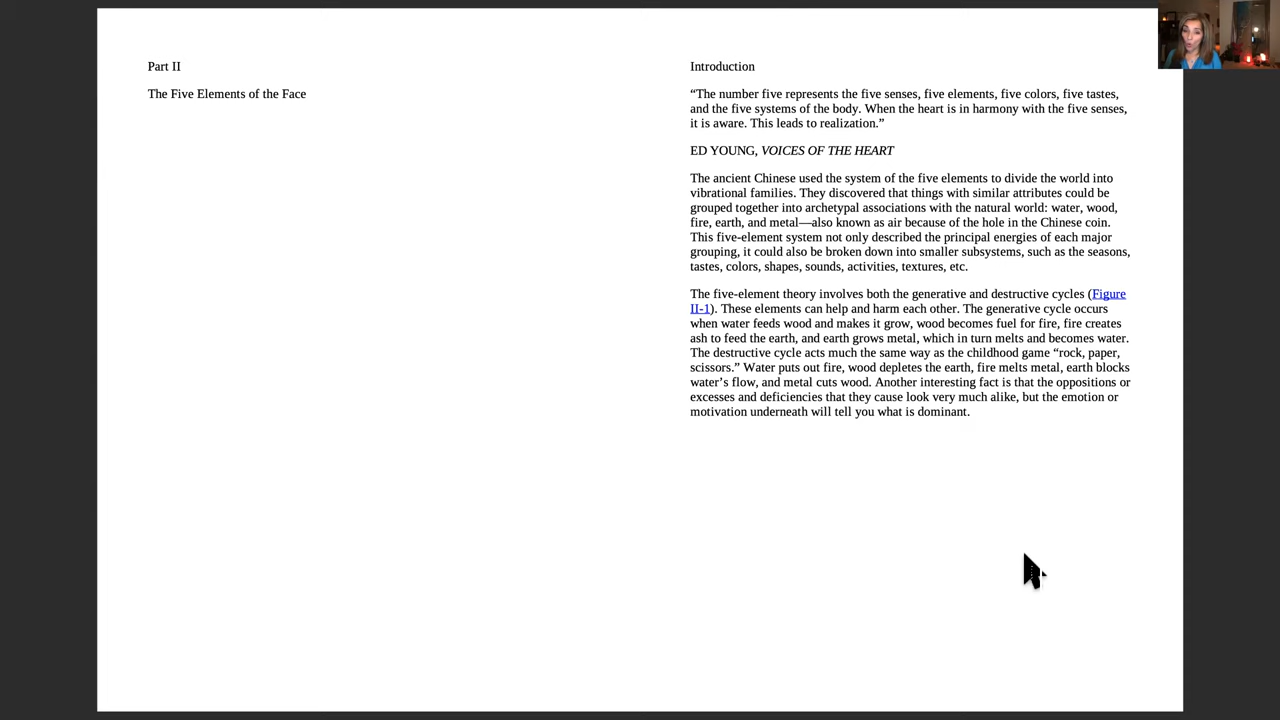 Part II
The Five Elements of the Face
Introduction
“The number five represents the five senses, five elements, five colors, five tastes,
and the five systems of the body. When the heart is in harmony with the five senses,
it is aware. This leads to realization.”
ED YOUNG, VOICES OF THE HEART
The ancient Chinese used the system of the five elements to divide the world into
vibrational families. They discovered that things with similar attributes could be
grouped together into archetypal associations with the natural world: water, wood,
fire, earth, and metal—also known as air because of the hole in the Chinese coin.
This five-element system not only described the principal energies of each major
grouping, it could also be broken down into smaller subsystems, such as the seasons,
tastes, colors, shapes, sounds, activities, textures, etc.
The five-element theory involves both the generative and destructive cycles (Figure
II-1). These elements can help and harm each other. The generative cycle occurs
when water feeds wood and makes it grow, wood becomes fuel for fire, fire creates
ash to feed the earth, and earth grows metal, which in turn melts and becomes water.
The destructive cycle acts much the same way as the childhood game “rock, paper,
scissors.” Water puts out fire, wood depletes the earth, fire melts metal, earth blocks
water’s flow, and metal cuts wood. Another interesting fact is that the oppositions or
excesses and deficiencies that they cause look very much alike, but the emotion or
motivation underneath will tell you what is dominant.